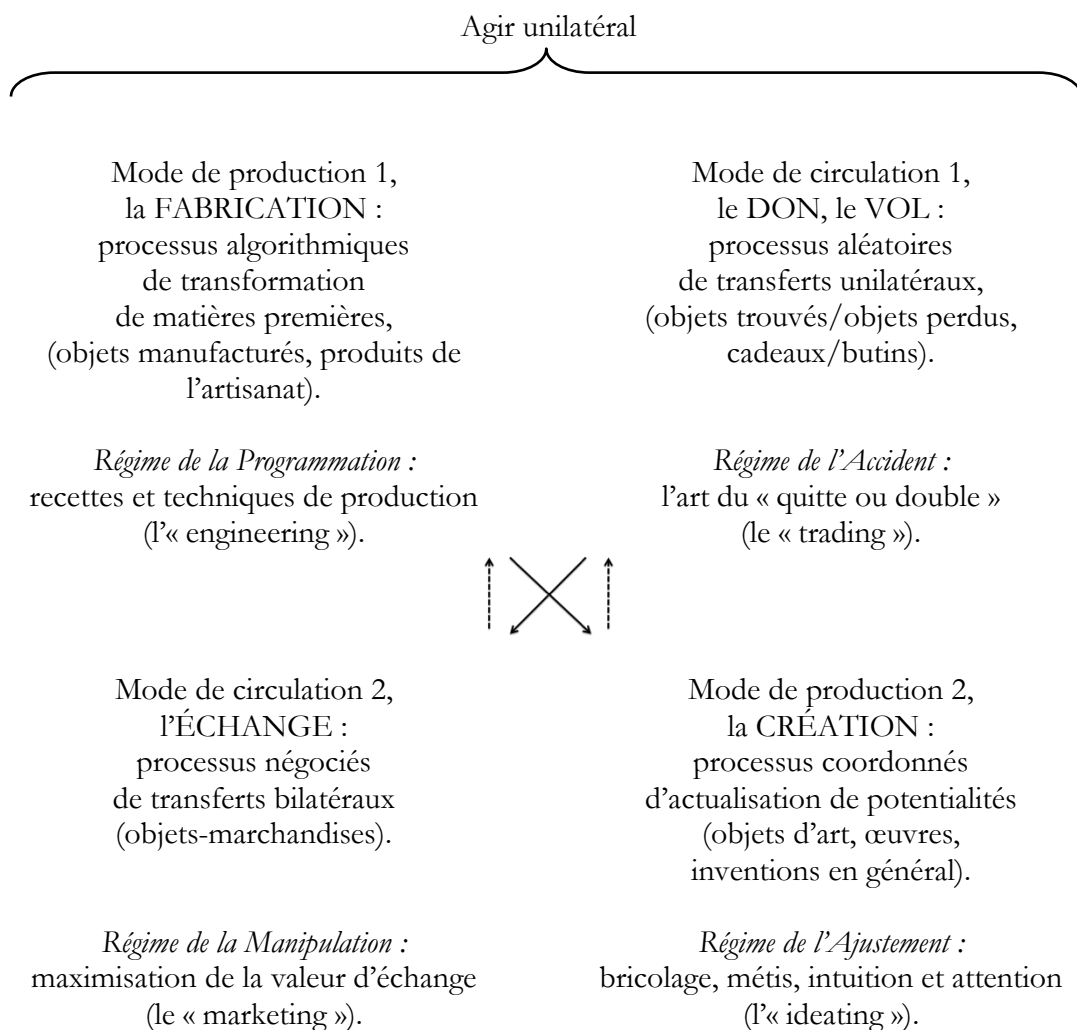 Agir unilatéral
Mode de production 1,
la FABRICATION :
processus algorithmiques
de transformation
de matières premières,
(objets manufacturés, produits de
l’artisanat).
Régime de la Programmation :
recettes et techniques de production
(l’« engineering »).
Mode de circulation 1,
le DON, le VOL :
processus aléatoires
de transferts unilatéraux,
(objets trouvés/objets perdus,
cadeaux/butins).
Régime de l’Accident :
l’art du « quitte ou double »
(le « trading »).
Mode de circulation 2,
l’ÉCHANGE :
processus négociés
de transferts bilatéraux
(objets-marchandises).
Régime de la Manipulation :
maximisation de la valeur d’échange
(le « marketing »).
Mode de production 2,
la CRÉATION :
processus coordonnés
d’actualisation de potentialités
(objets d’art, œuvres,
inventions en général).
Régime de l’Ajustement :
bricolage, métis, intuition et attention
(l’« ideating »).